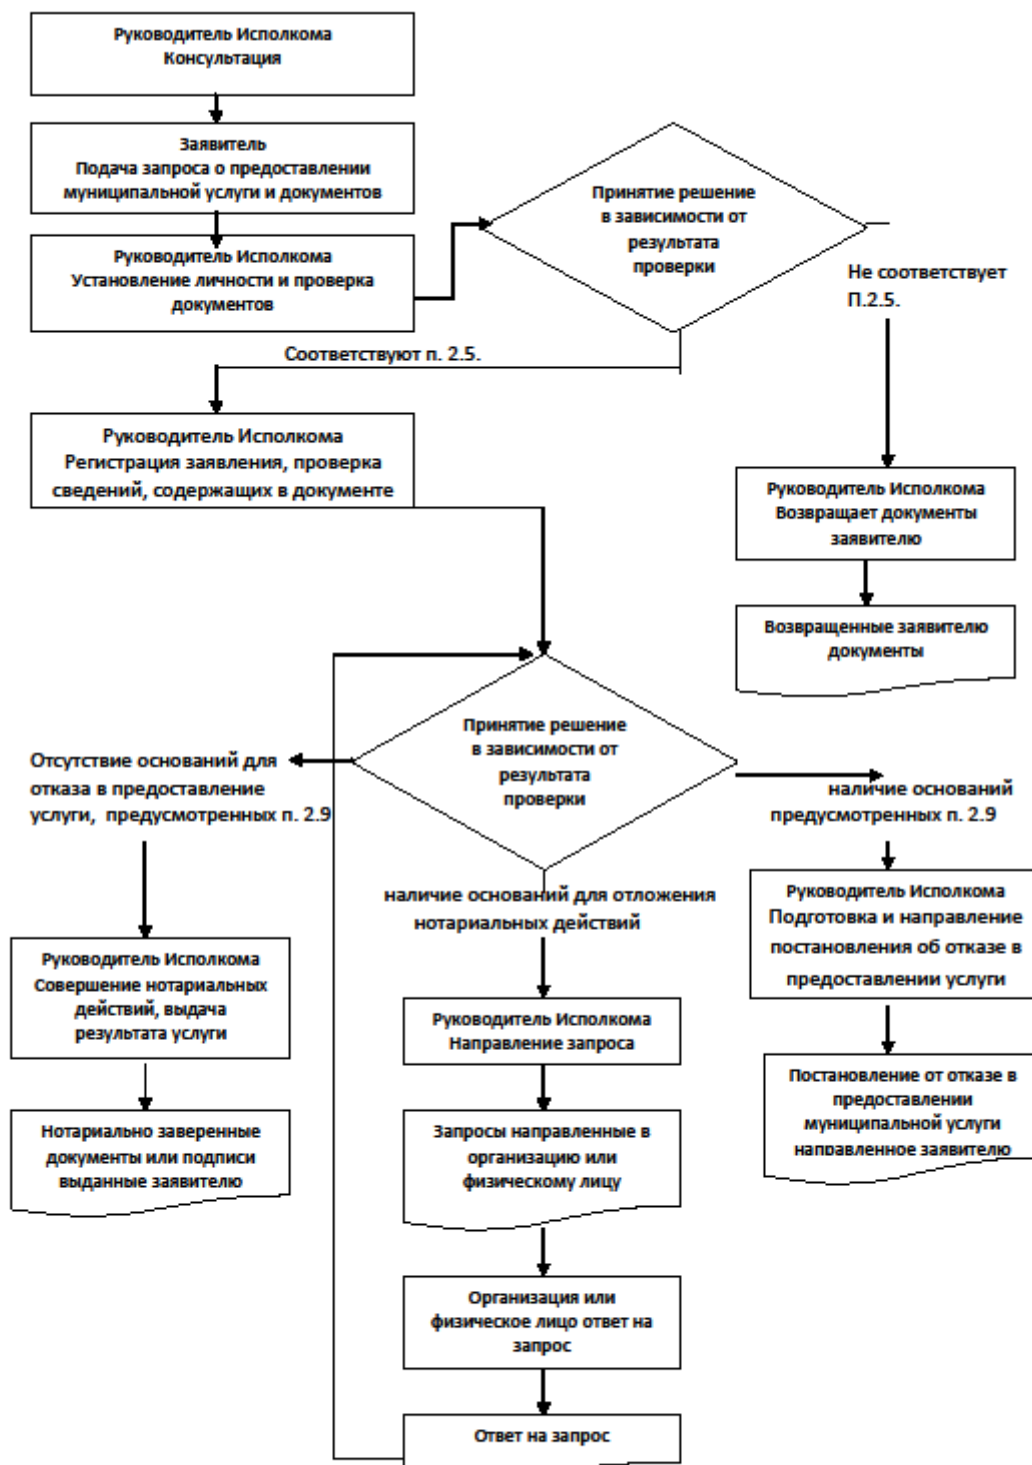 Руководитель Исполкома
Консультация
Заявитель
Подача запроса о предоставлении
муниципальной услуги и документов
Руководитель Исполкома
Установление личности и проверка
документов
Принятие решение
в зависимости от
результата
проверки
Не соответствует
П.2.5.
Соответствуют п. 2.5.
Руководитель Исполкома
Регистрация заявления, проверка
сведений, содержащих в документе
Руководитель Исполкома
Возвращает документы
заявителю
Возвращенные заявителю
документы
Принятие решение
в зависимости от
результата
проверки
Отсутствие оснований для
отказа в предоставление
услуги, предусмотренных п. 2.9
наличие оснований
предусмотренных п. 2.9
наличие оснований для отложения
нотариальных действий
Руководитель Исполкома
Подготовка и направление
постановления об отказе в
предоставлении услуги
Руководитель Исполкома
Совершение нотариальных
действий, выдача
результата услуги
Руководитель Исполкома
Направление запроса
Постановление от отказе в
предоставлении
муниципальной услуги
направленное заявителю
Нотариально заверенные
документы или подписи
выданные заявителю
Запросы направленные в
организацию или
физическому лицу
Организация или
физическое лицо ответ на
запрос
Ответ на запрос